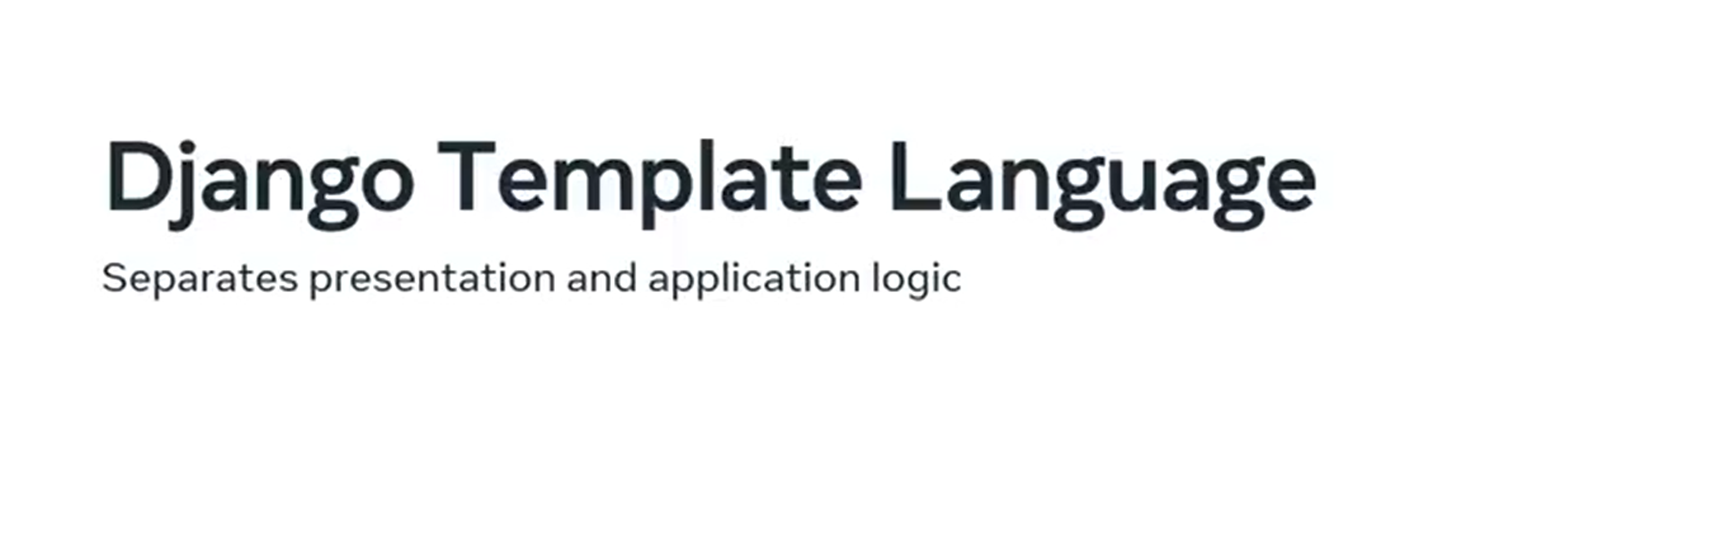 Django Template Language
Separates presentation and application logic